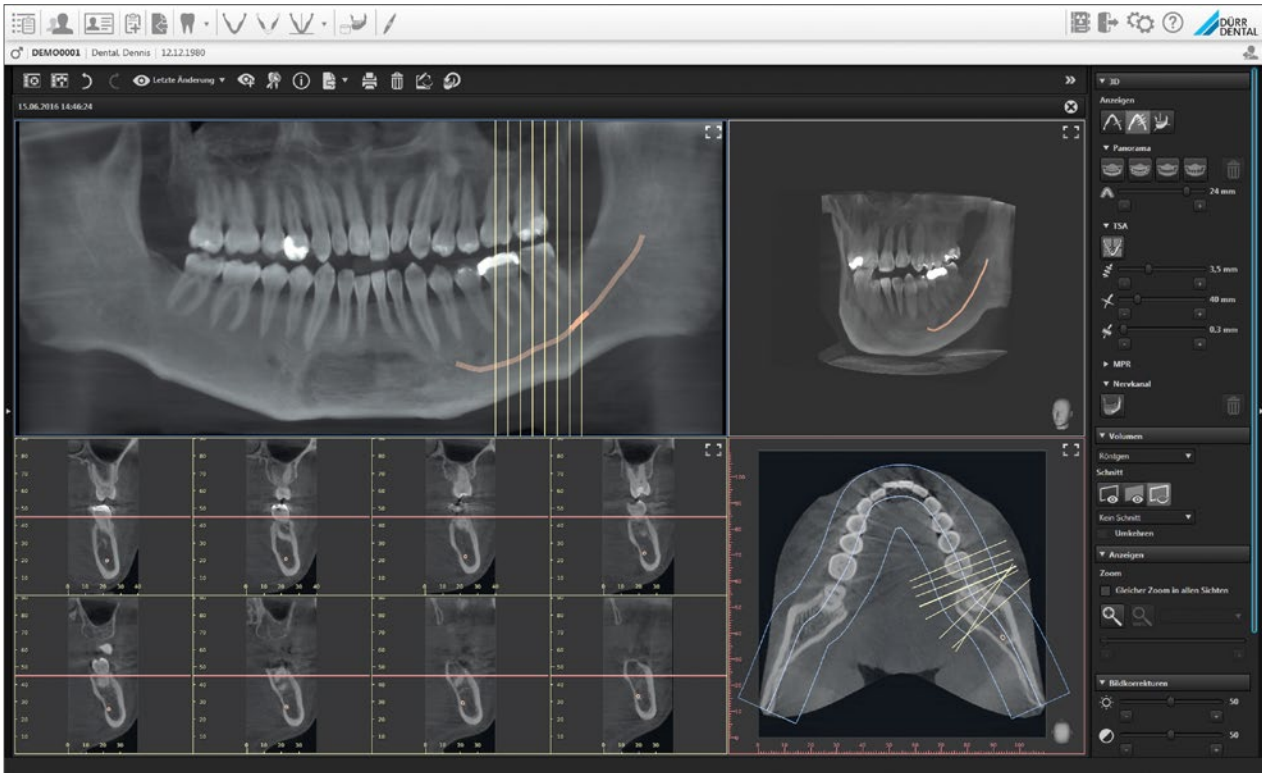 DÜRR
DENTAL
DEMO0001 | Dental, Dennis | 12.12.1980
Letzte Änderung
15.06.2016 14:46:24
3D
Anzeigen
Panorama
24 mm
TSA
3,5 mm
40 mm
0.3 mm
MPR
Nervkanal
Volumen
Röntgen
Schnitt
Kein Schnitt
Umkehren
Anzeigen
Zoom
Gleicher Zoom in allen Sichten
Bildkorrekturen
50
50